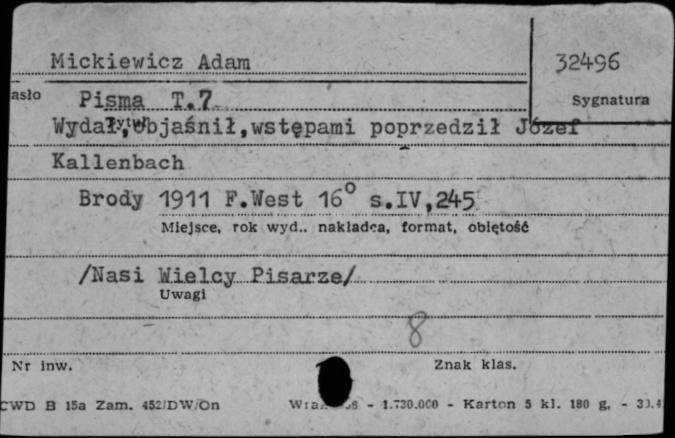 Mickiewicz Adam
32496
asło
Pisma T.7
Sygnatura
Wydał, objaśnił, wstępami poprzedził Józef
Kallenbach
Brody 1911 F.West 16° s.IV,245
Miejsce, rok wyd.. nakładca, format, objętość
/Nasi Wielcy Pisarze/
Uwagi
8
Nr inw.
Znak klas.
CWD B 15a Zam. 452/DW/On
- 1.730.000 - Karton 5 kl. 180 g. -